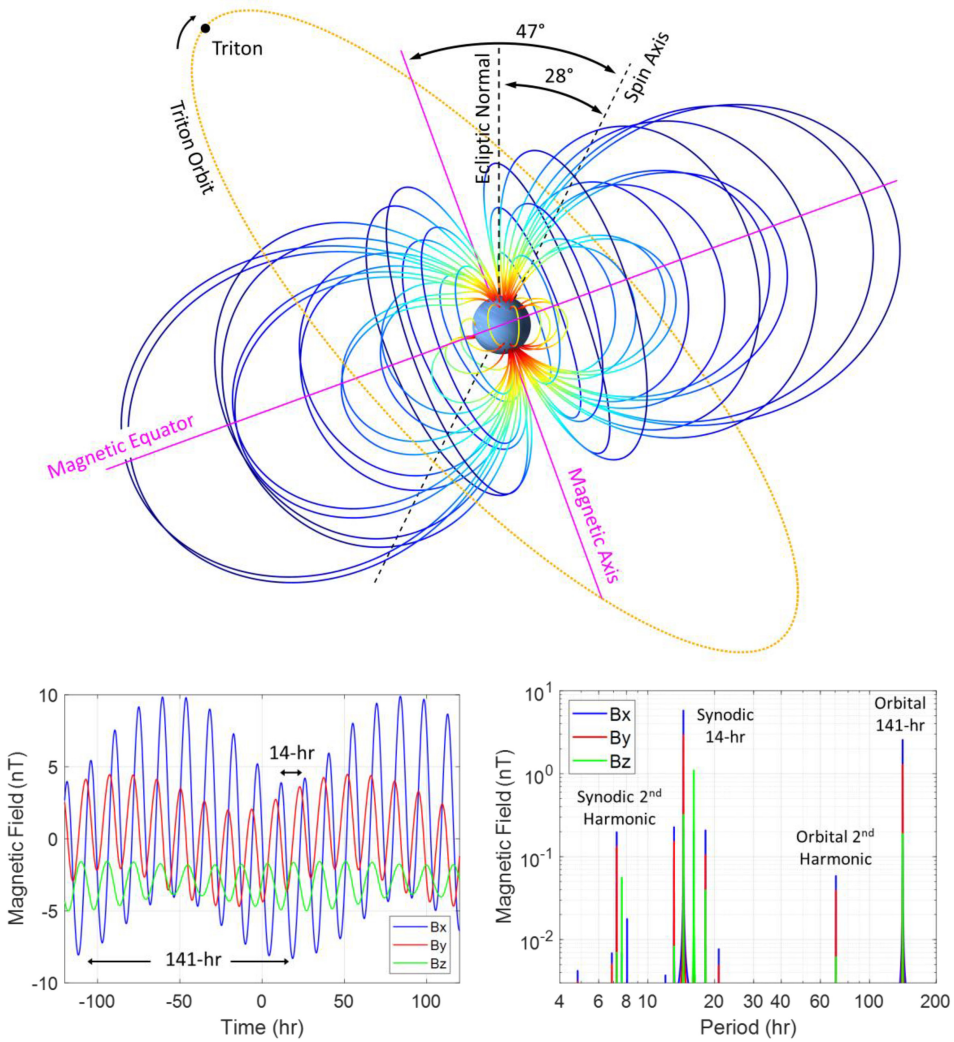 47°
28°
Triton
Triton Orbit
Ecliptic Normal
Spin Axis
Magnetic Equator
Magnetic Axis
10
5
0
-5
-10
Magnetic Field (nT)
14-hr
141-hr
Bx
By
Bz
-100
-50
0
50
100
Time (hr)
10¹
10⁰
10⁻¹
10⁻²
Magnetic Field (nT)
Bx
By
Bz
Synodic
14-hr
Orbital
141-hr
Synodic 2ⁿᵈ
Harmonic
Orbital 2ⁿᵈ
Harmonic
4
6
8
10
20
30
40
60
100
200
Period (hr)